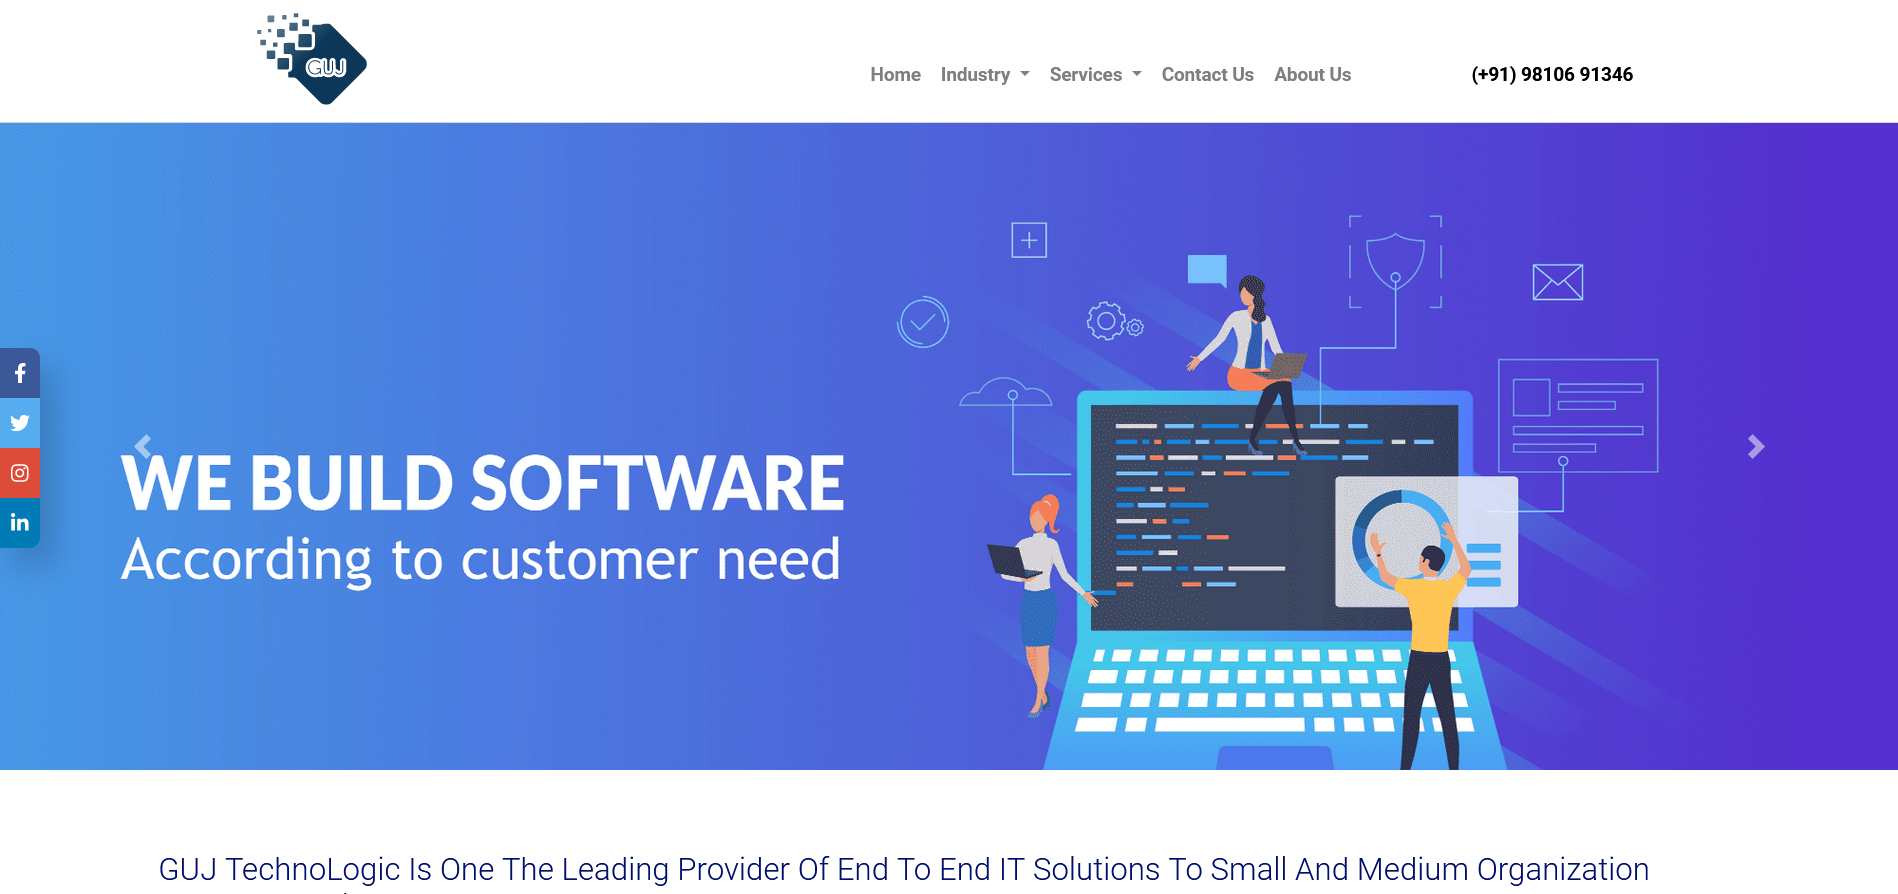 GUJ
Home Industry Services Contact Us About Us (+91) 98106 91346
WE BUILD SOFTWARE
According to customer need
GUJ TechnoLogic Is One The Leading Provider Of End To End IT Solutions To Small And Medium Organization